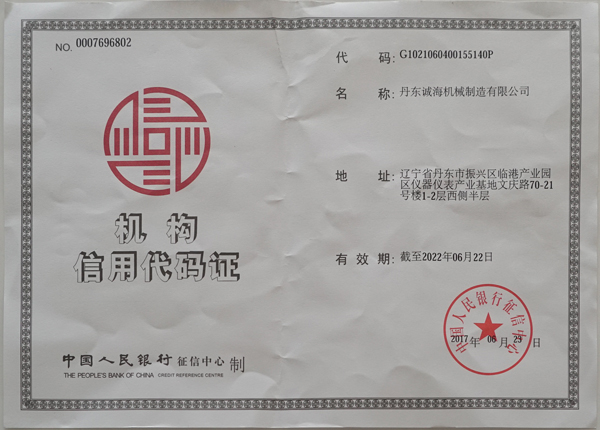 NO. 0007696802
机构
信用代码证
中国人民银行 征信中心 制
THE PEOPLE'S BANK OF CHINA CREDIT REFERENCE CENTRE
代 码: G1021060400155140P
名 称: 丹东诚海机械制造有限公司
地 址: 辽宁省丹东市振兴区临港产业园
区仪器仪表产业基地文庆路70-21
号楼1-2层西侧半层
有 效 期: 截至2022年06月22日
中国人民银行征信中心
2017年 06月 23日